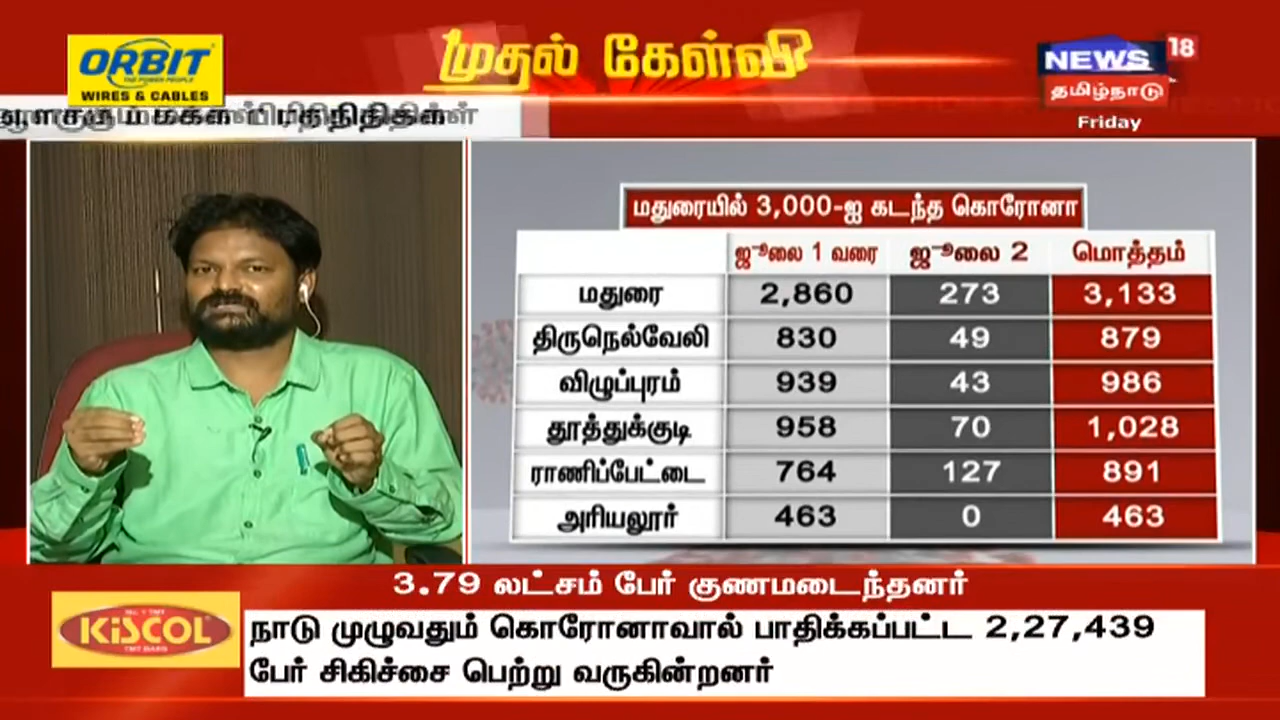 ORBIT
THE POWER PEOPLE
WIRES & CABLES
முதல் கேள்வி?
NEWS 18
தமிழ்நாடு
Friday
மதுரையில் 3,000-ஐ கடந்த கொரோனா
ஜூலை 1 வரை ஜூலை 2 மொத்தம்
மதுரை 2,860 273 3,133
திருநெல்வேலி 830 49 879
விழுப்புரம் 939 43 986
தூத்துக்குடி 958 70 1,028
ராணிப்பேட்டை 764 127 891
அரியலூர் 463 0 463
3.79 லட்சம் பேர் குணமடைந்தனர்
KiSCOL
TMT BARS
நாடு முழுவதும் கொரோனாவால் பாதிக்கப்பட்ட 2,27,439
பேர் சிகிச்சை பெற்று வருகின்றனர்